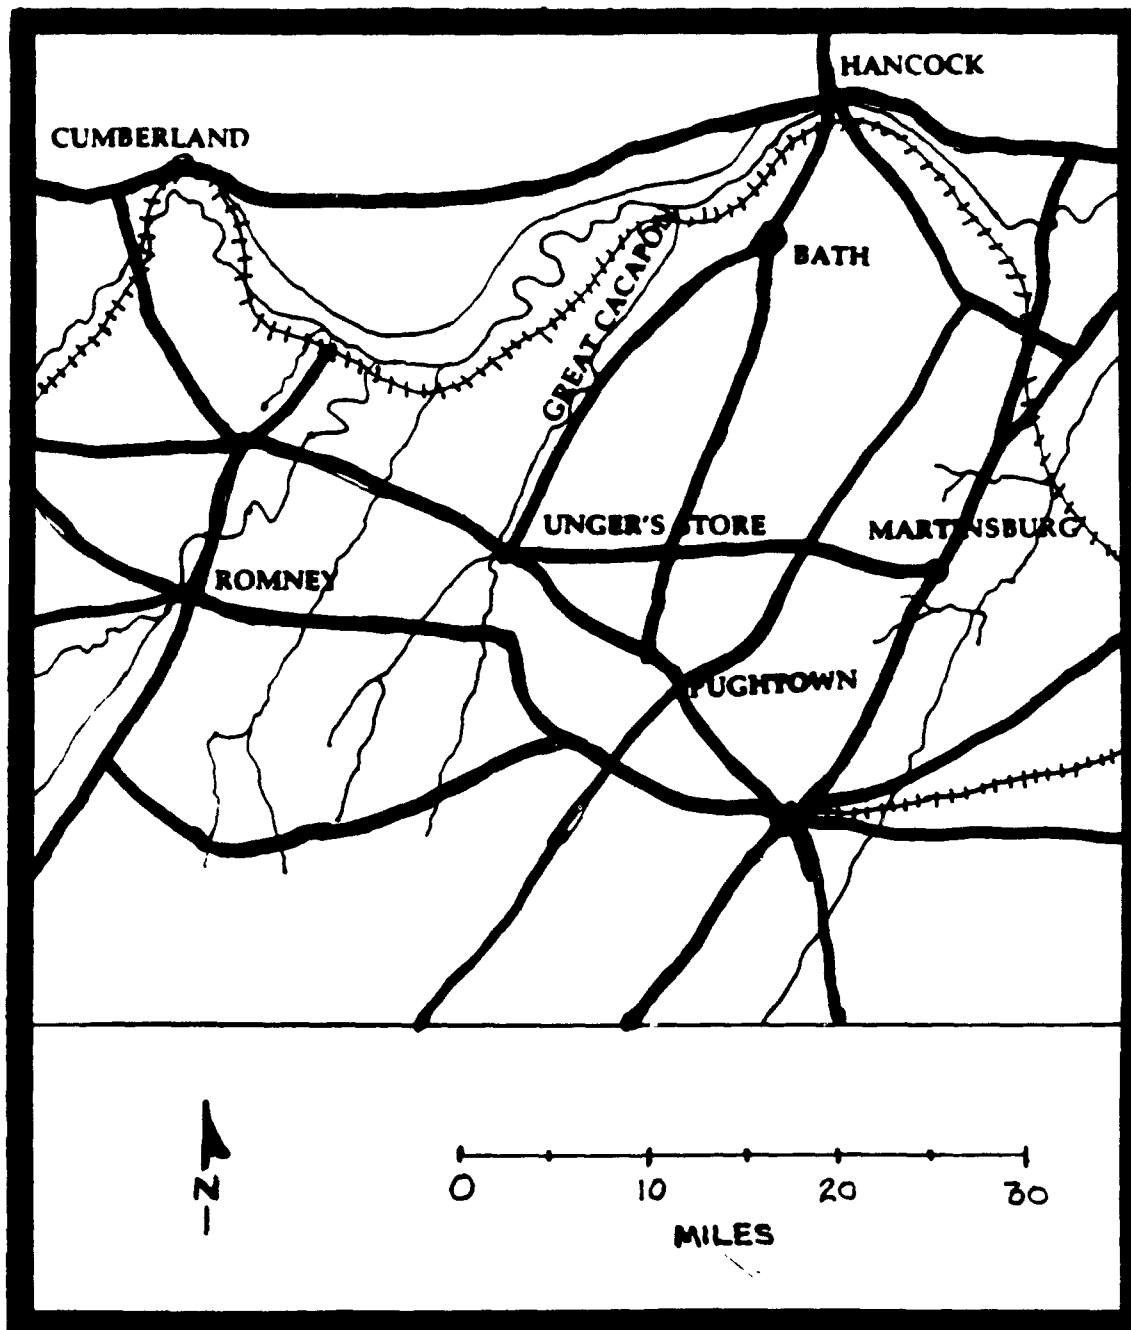 HANCOCK
CUMBERLAND
BATH
GREAT CACAPON
UNGER'S STORE
MARTINSBURG
ROMNEY
PUGHTOWN
N
0 10 20 30
MILES